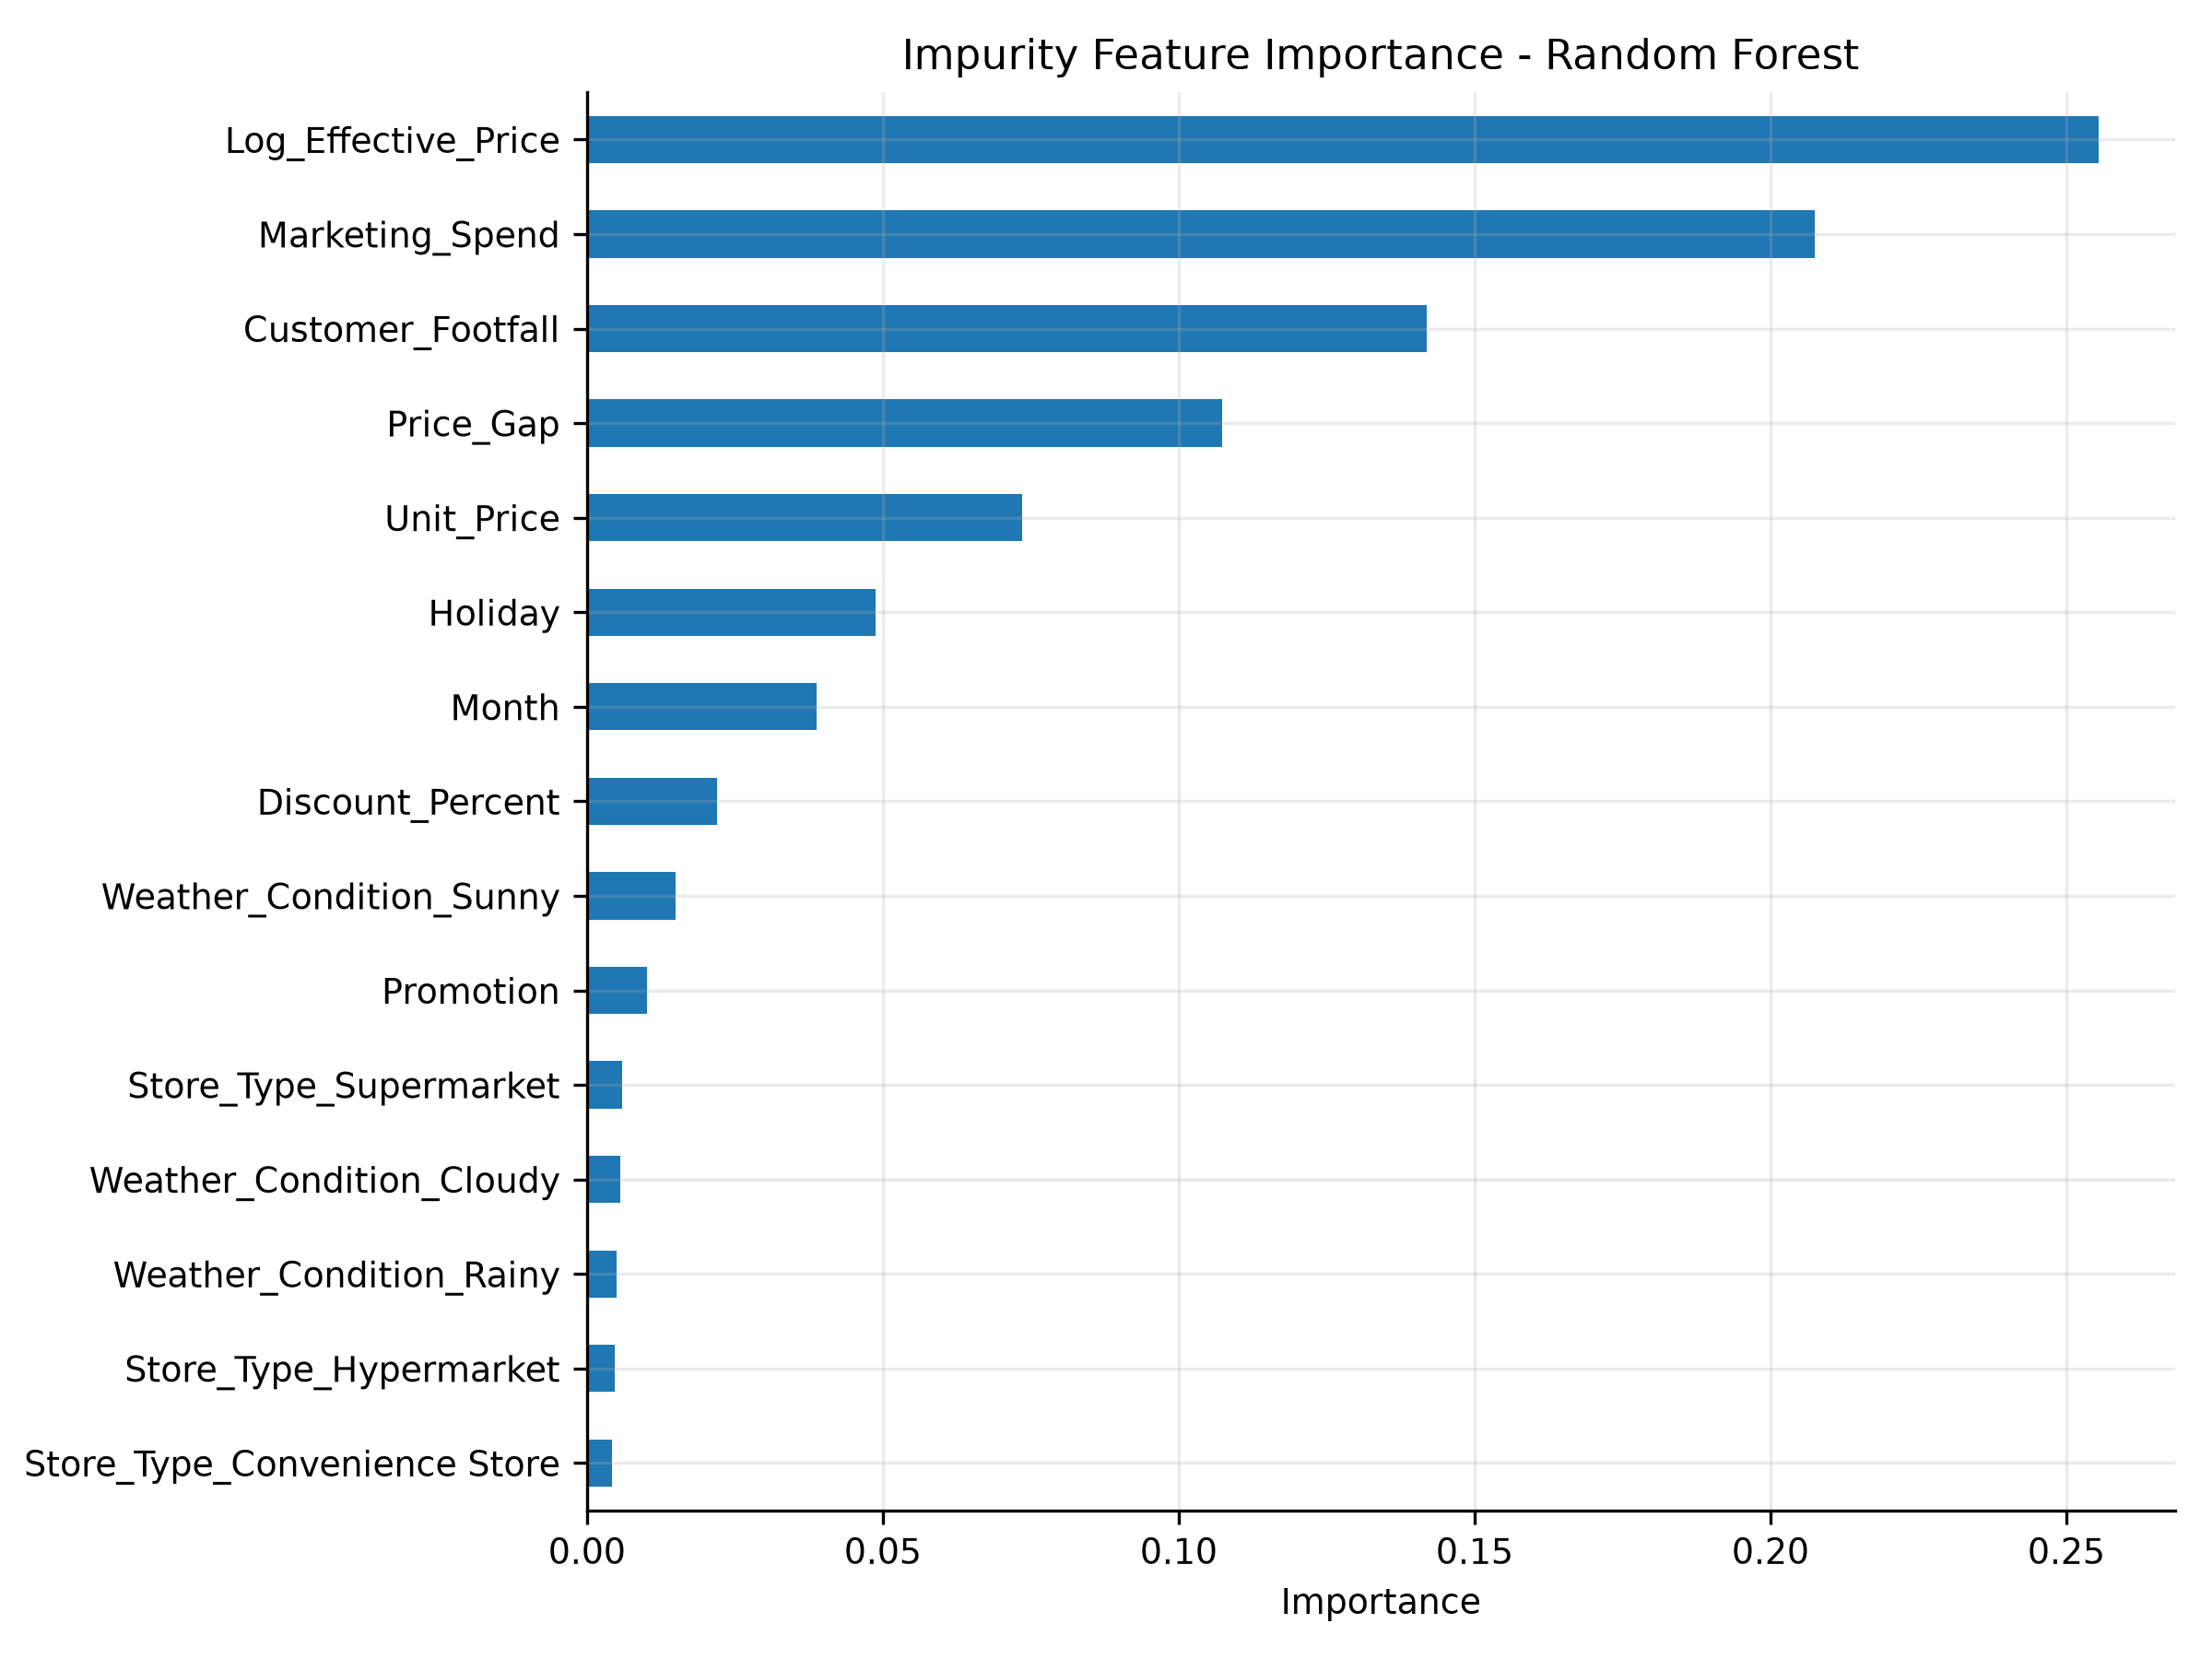 Impurity Feature Importance - Random Forest
Log_Effective_Price
Marketing_Spend
Customer_Footfall
Price_Gap
Unit_Price
Holiday
Month
Discount_Percent
Weather_Condition_Sunny
Promotion
Store_Type_Supermarket
Weather_Condition_Cloudy
Weather_Condition_Rainy
Store_Type_Hypermarket
Store_Type_Convenience Store
0.00 0.05 0.10 0.15 0.20 0.25
Importance